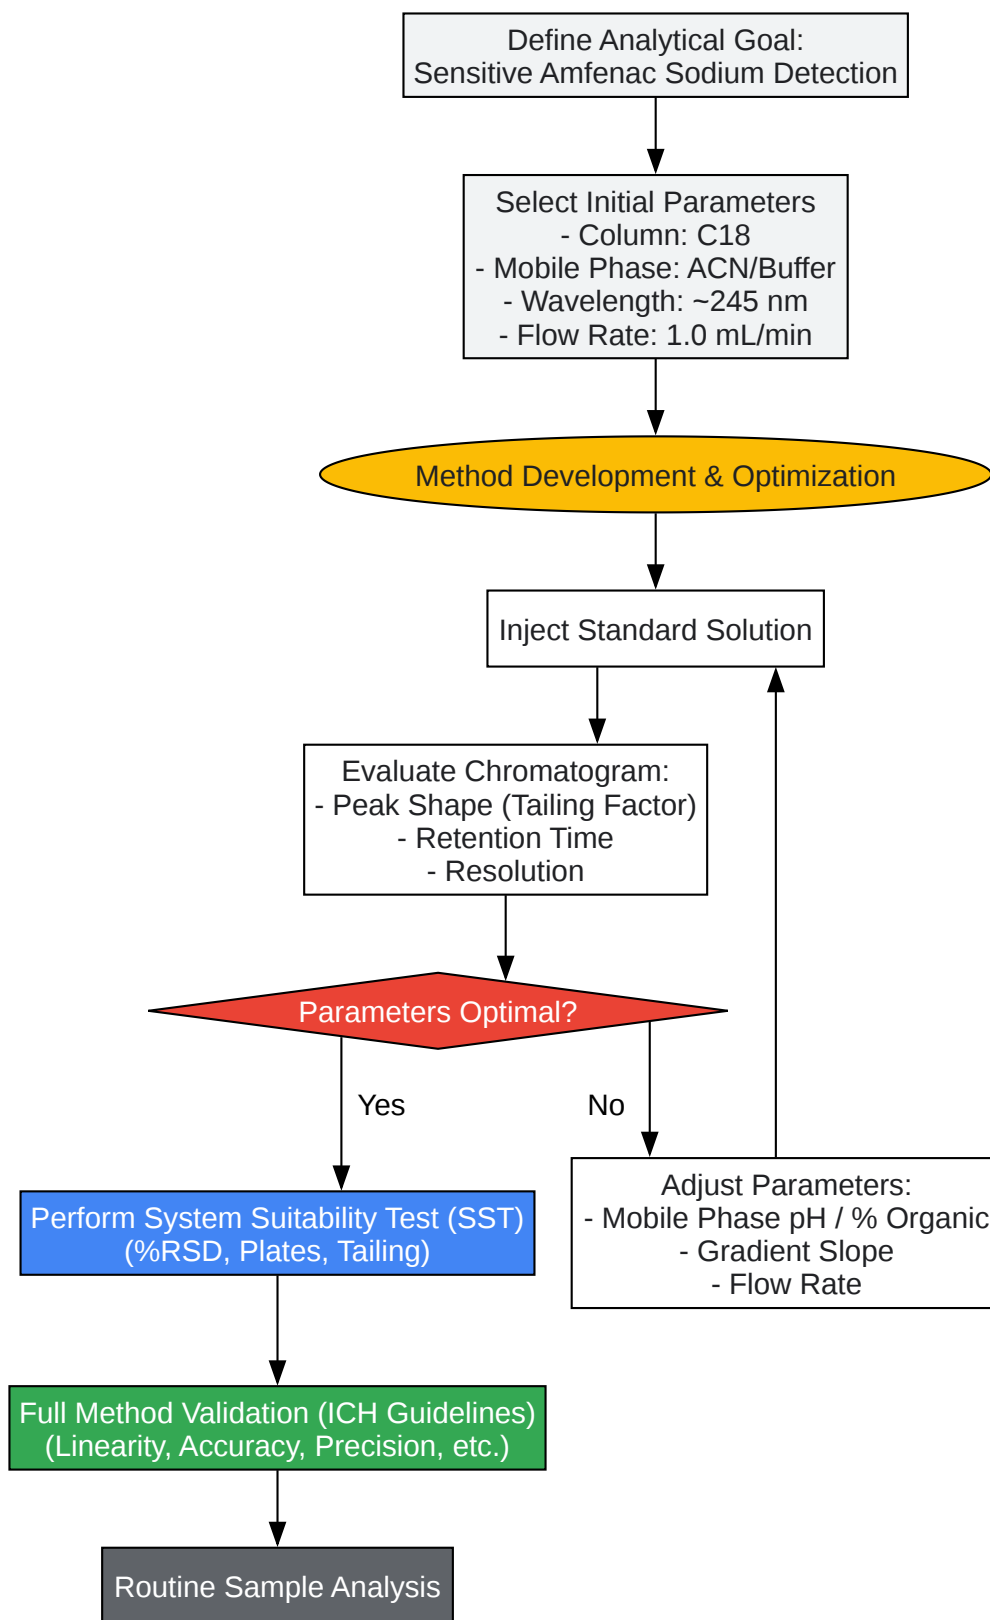 Define Analytical Goal:
Sensitive Amfenac Sodium Detection
Select Initial Parameters
- Column: C18
- Mobile Phase: ACN/Buffer
- Wavelength: ~245 nm
- Flow Rate: 1.0 mL/min
Method Development & Optimization
Inject Standard Solution
Evaluate Chromatogram:
- Peak Shape (Tailing Factor)
- Retention Time
- Resolution
Parameters Optimal?
Yes
No
Adjust Parameters:
- Mobile Phase pH / % Organic
- Gradient Slope
- Flow Rate
Perform System Suitability Test (SST)
(%RSD, Plates, Tailing)
Full Method Validation (ICH Guidelines)
(Linearity, Accuracy, Precision, etc.)
Routine Sample Analysis